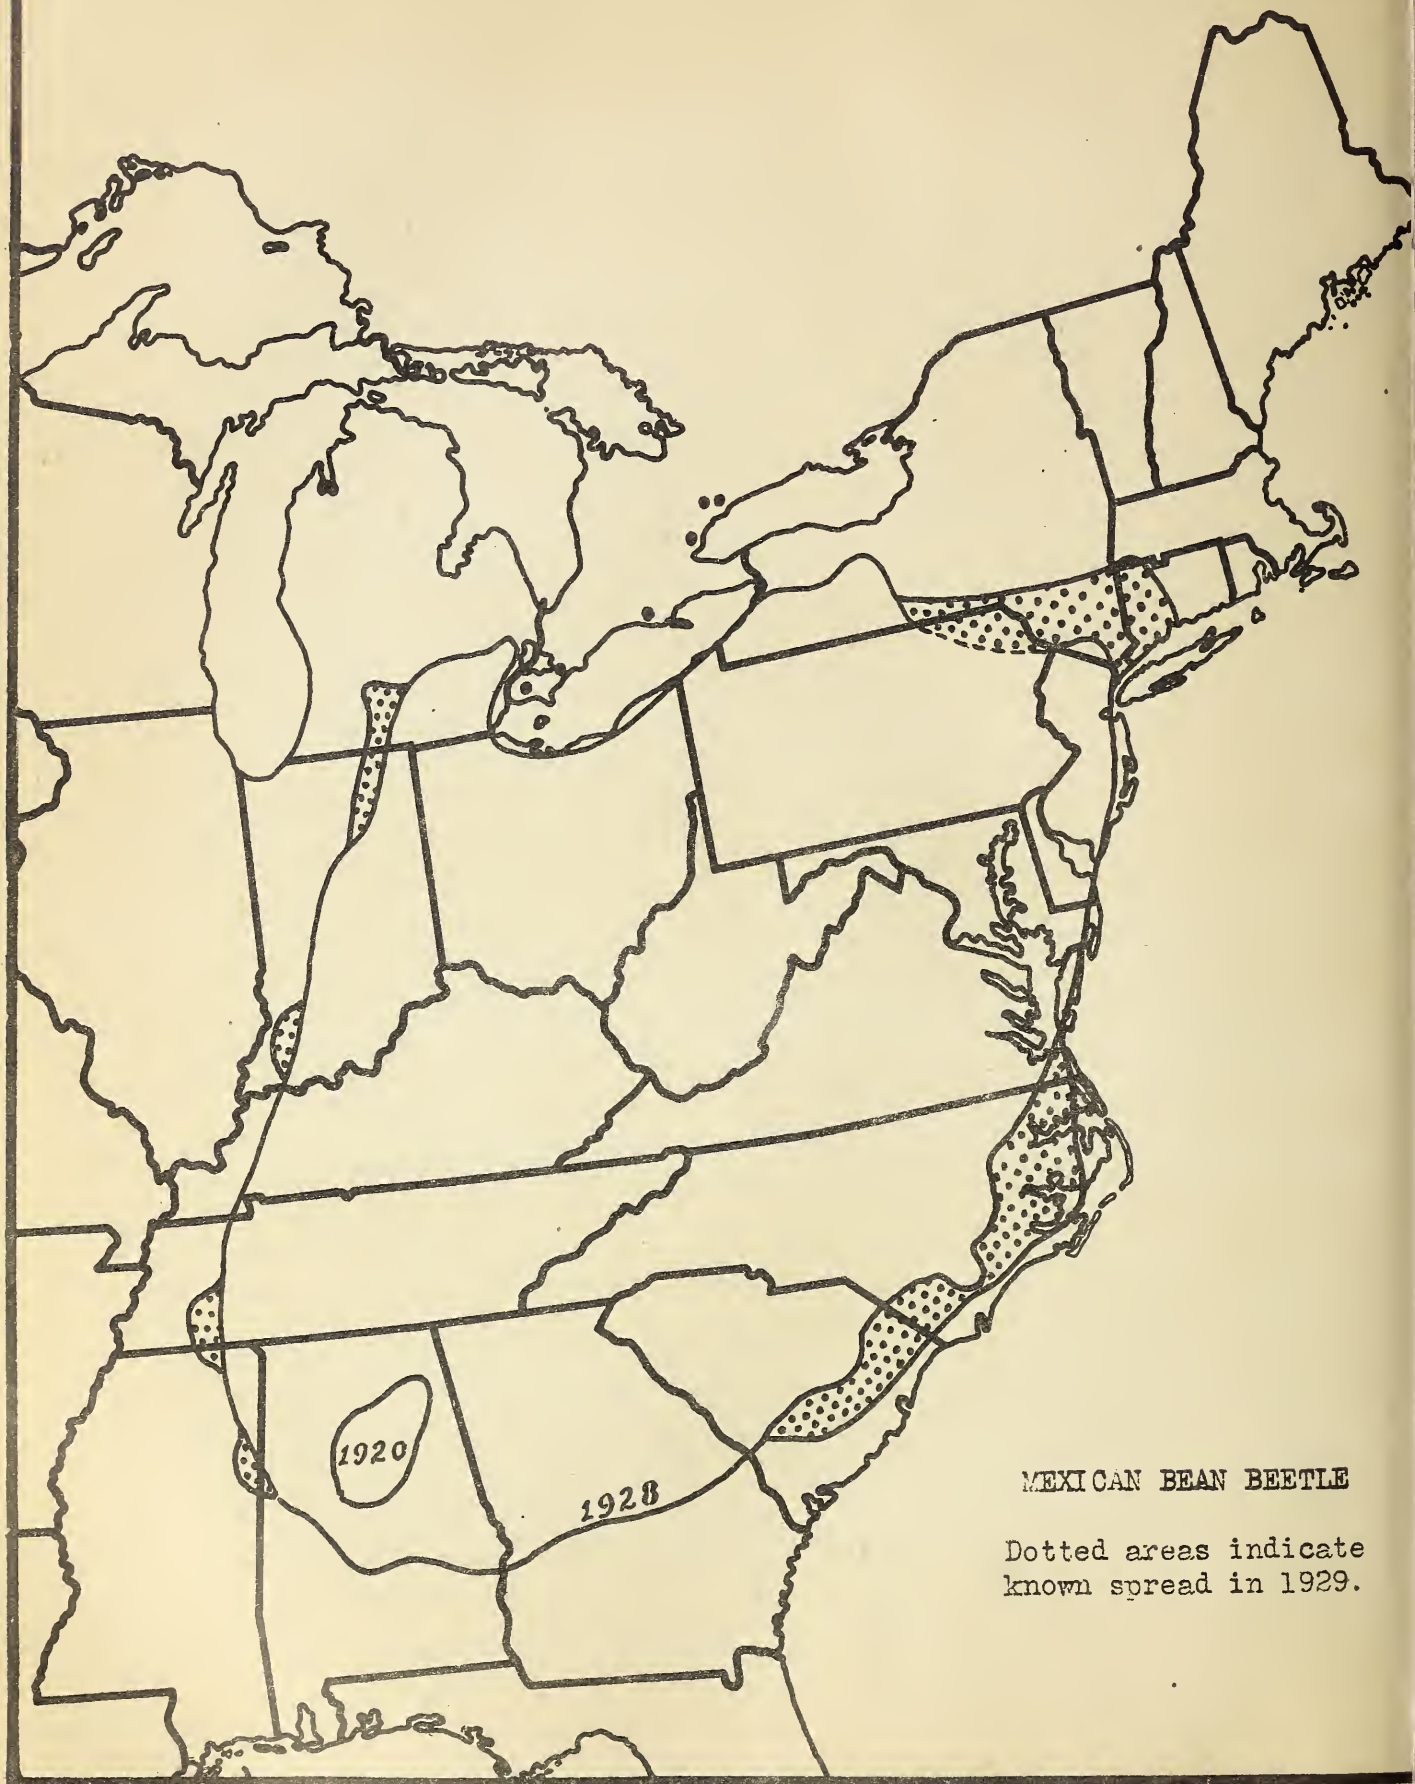 1920
1928
MEXICAN BEAN BEETLE
Dotted areas indicate
known spread in 1929.